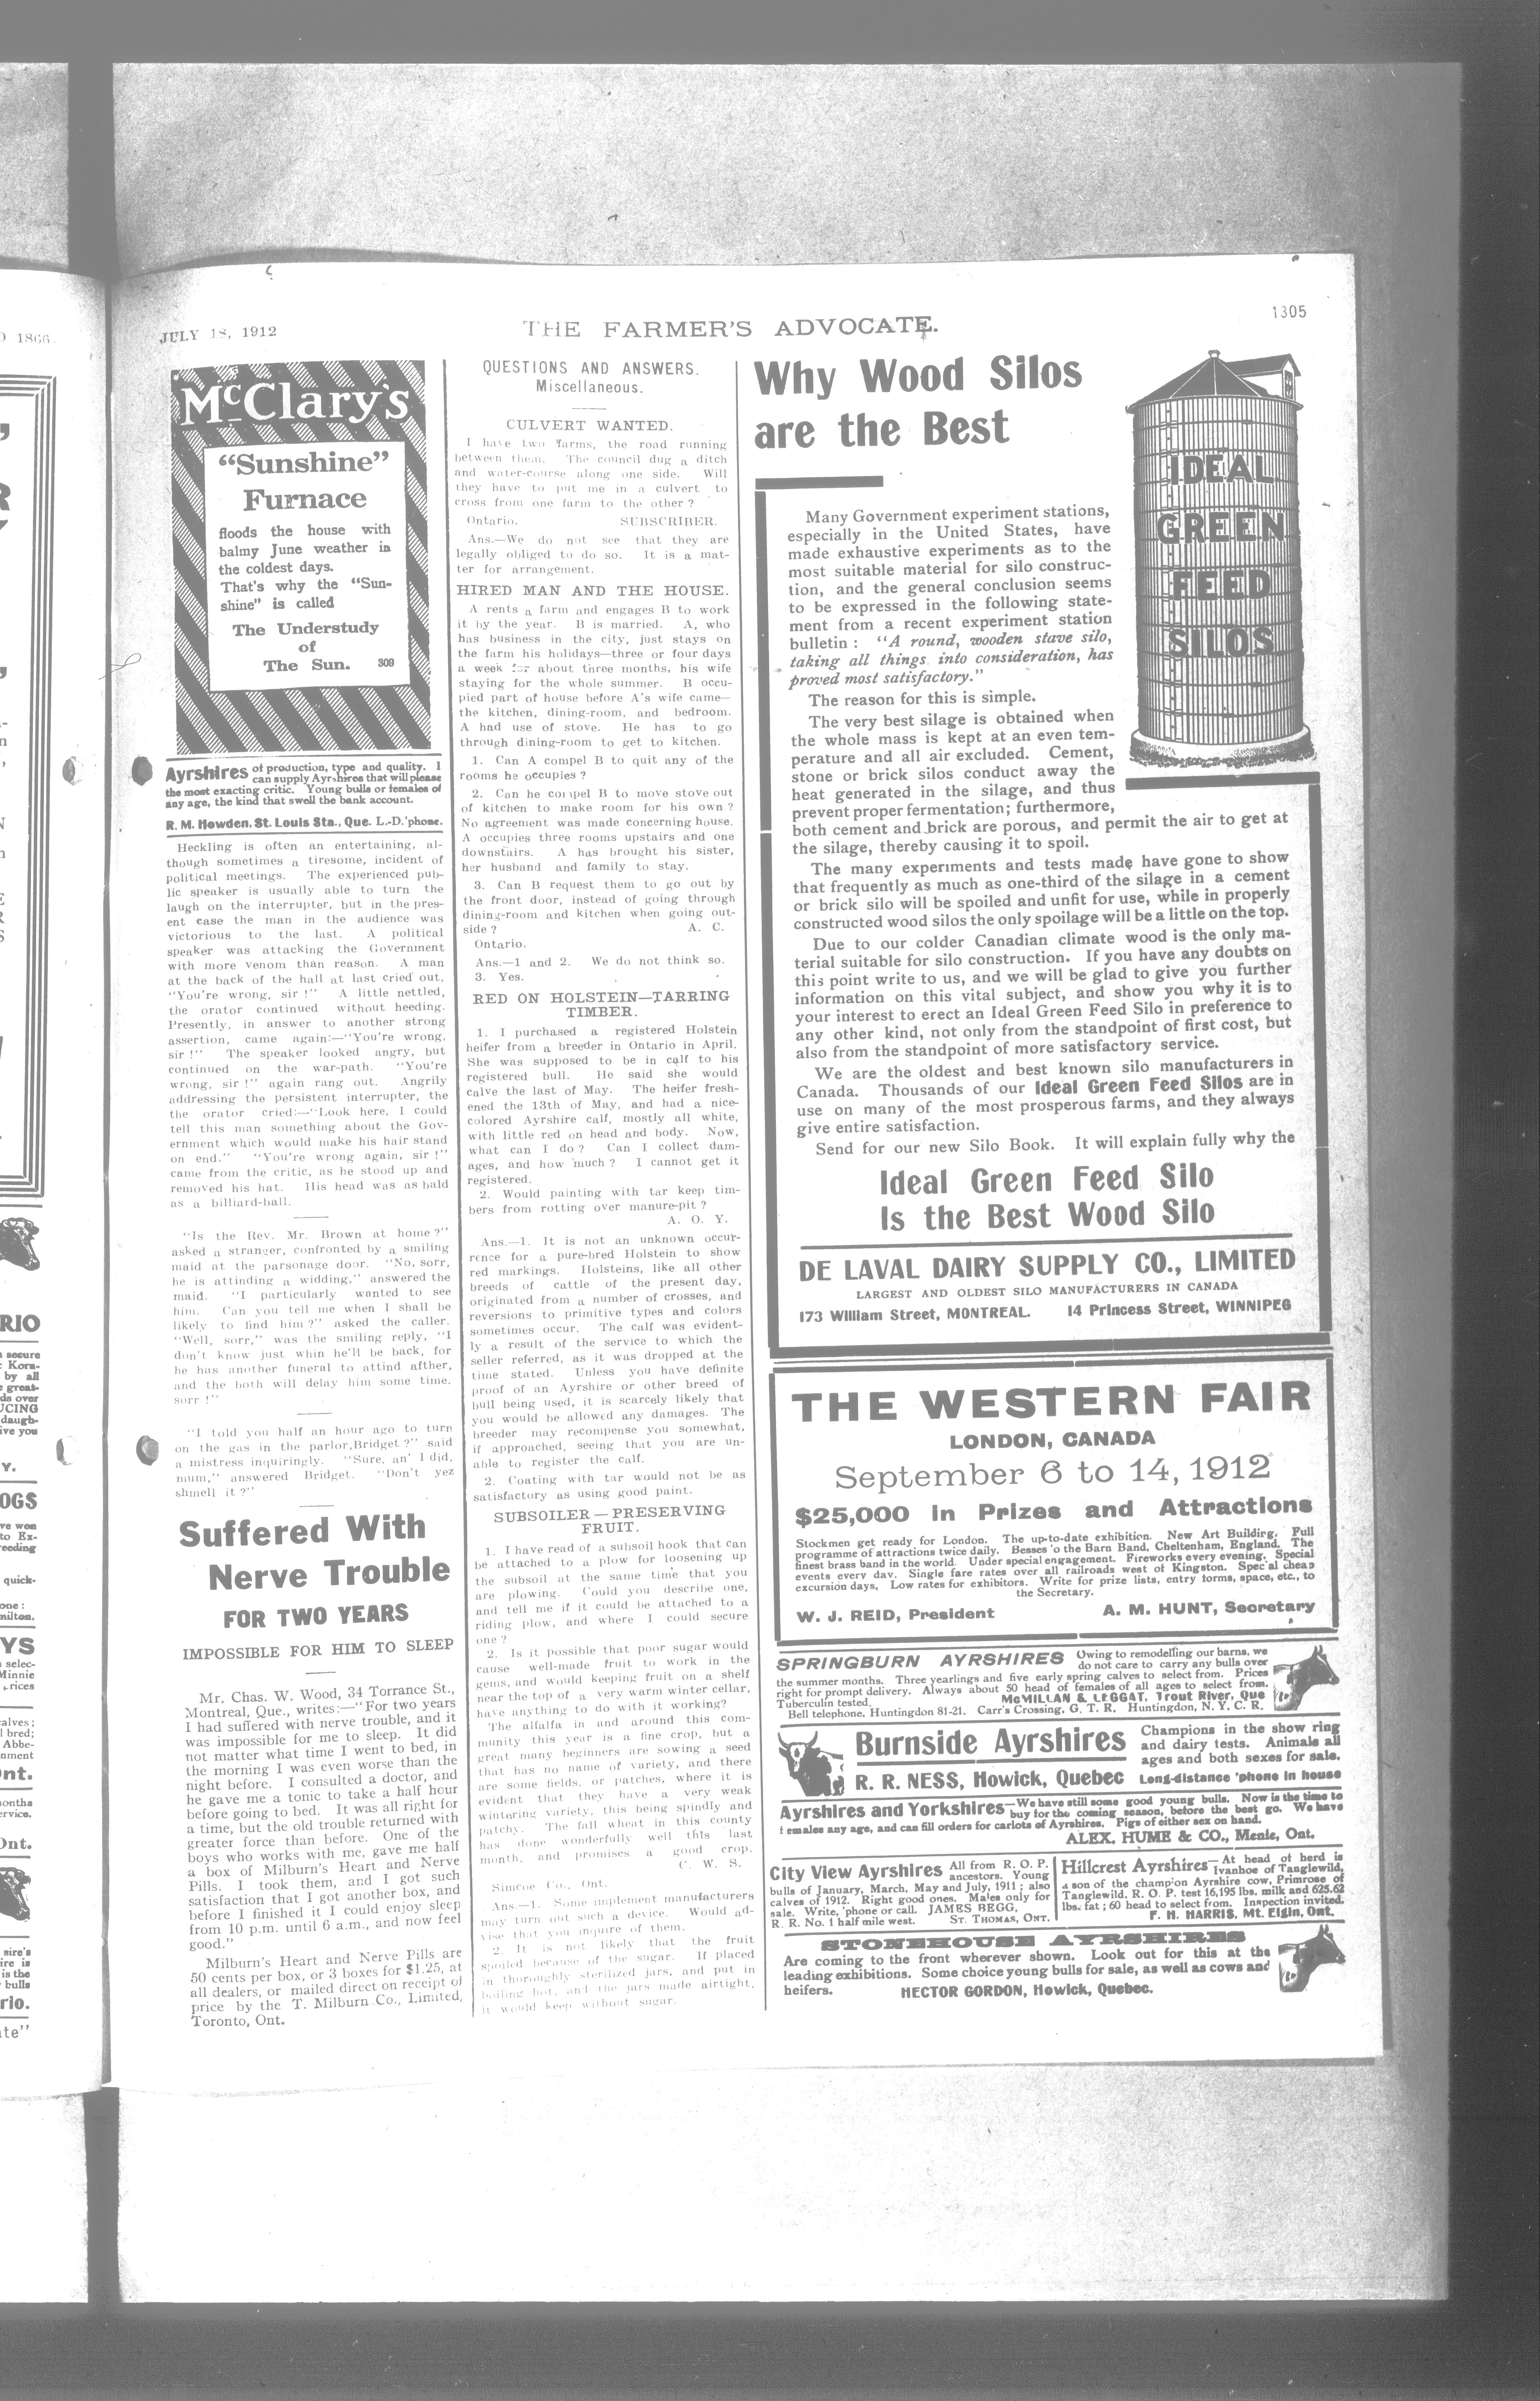 JULY 18, 1912
THE FARMER'S ADVOCATE.
1305
McClary's
"Sunshine"
Furnace
floods the house with
balmy June weather in
the coldest days.
That's why the "Sun-
shine" is called
The Understudy
of
The Sun. 309
Ayrshires of production, type and quality. I
can supply Ayrshires that will please
the most exacting critic. Young bulls or females of
any age, the kind that swell the bank account.
R. M. Howden, St. Louis Sta., Que. L.-D. 'phone.
Heckling is often an entertaining, al-
though sometimes a tiresome, incident of
political meetings. The experienced pub-
lic speaker is usually able to turn the
laugh on the interrupter, but in the pres-
ent case the man in the audience was
victorious to the last. A political
speaker was attacking the Government
with more venom than reason. A man
at the back of the hall at last cried out,
"You're wrong, sir !" A little nettled,
the orator continued without heeding.
Presently, in answer to another strong
assertion, came again:—"You're wrong,
sir !" The speaker looked angry, but
continued on the war-path. "You're
wrong, sir !" again rang out. Angrily
addressing the persistent interrupter, the
the orator cried:—"Look here, I could
tell this man something about the Gov-
ernment which would make his hair stand
on end." "You're wrong again, sir !"
came from the critic, as he stood up and
removed his hat. His head was as bald
as a billiard-ball.
"Is the Rev. Mr. Brown at home ?"
asked a stranger, confronted by a smiling
maid at the parsonage door. "No, sorr,
he is attinding a widding," answered the
maid. "I particularly wanted to see
him. Can you tell me when I shall be
likely to find him ?" asked the caller.
"Well, sorr," was the smiling reply, "I
don't know just whin he'll be back, for
he has another funeral to attind afther,
and the both will delay him some time,
sorr !"
"I told you half an hour ago to turn
on the gas in the parlor,Bridget ?" said
a mistress inquiringly. "Sure, an' I did,
mum," answered Bridget. "Don't yez
shmell it ?"
Suffered With
Nerve Trouble
FOR TWO YEARS
IMPOSSIBLE FOR HIM TO SLEEP
Mr. Chas. W. Wood, 34 Torrance St.,
Montreal, Que., writes:—"For two years
I had suffered with nerve trouble, and it
was impossible for me to sleep. It did
not matter what time I went to bed, in
the morning I was even worse than the
night before. I consulted a doctor, and
he gave me a tonic to take a half hour
before going to bed. It was all right for
a time, but the old trouble returned with
greater force than before. One of the
boys who works with me, gave me half
a box of Milburn's Heart and Nerve
Pills. I took them, and I got such
satisfaction that I got another box, and
before I finished it I could enjoy sleep
from 10 p.m. until 6 a.m., and now feel
good."
Milburn's Heart and Nerve Pills are
50 cents per box, or 3 boxes for $1.25, at
all dealers, or mailed direct on receipt of
price by the T. Milburn Co., Limited,
Toronto, Ont.
QUESTIONS AND ANSWERS.
Miscellaneous.
CULVERT WANTED.
I have two farms, the road running
between them. The council dug a ditch
and water-course along one side. Will
they have to put me in a culvert to
cross from one farm to the other ?
Ontario. SUBSCRIBER.
Ans.—We do not see that they are
legally obliged to do so. It is a mat-
ter for arrangement.
HIRED MAN AND THE HOUSE.
A rents a farm and engages B to work
it by the year. B is married. A, who
has business in the city, just stays on
the farm his holidays—three or four days
a week for about three months, his wife
staying for the whole summer. B occu-
pied part of house before A's wife came—
the kitchen, dining-room, and bedroom.
A had use of stove. He has to go
through dining-room to get to kitchen.
1. Can A compel B to quit any of the
rooms he occupies ?
2. Can he compel B to move stove out
of kitchen to make room for his own ?
No agreement was made concerning house.
A occupies three rooms upstairs and one
downstairs. A has brought his sister,
her husband and family to stay.
3. Can B request them to go out by
the front door, instead of going through
dining-room and kitchen when going out-
side ? A. C.
Ontario.
Ans.—1 and 2. We do not think so.
3. Yes.
RED ON HOLSTEIN—TARRING
TIMBER.
1. I purchased a registered Holstein
heifer from a breeder in Ontario in April.
She was supposed to be in calf to his
registered bull. He said she would
calve the last of May. The heifer fresh-
ened the 13th of May, and had a nice-
colored Ayrshire calf, mostly all white,
with little red on head and body. Now,
what can I do ? Can I collect dam-
ages, and how much ? I cannot get it
registered.
2. Would painting with tar keep tim-
bers from rotting over manure-pit ?
A. O. Y.
Ans.—1. It is not an unknown occur-
rence for a pure-bred Holstein to show
red markings. Holsteins, like all other
breeds of cattle of the present day,
originated from a number of crosses, and
reversions to primitive types and colors
sometimes occur. The calf was evident-
ly a result of the service to which the
seller referred, as it was dropped at the
time stated. Unless you have definite
proof of an Ayrshire or other breed of
bull being used, it is scarcely likely that
you would be allowed any damages. The
breeder may recompense you somewhat,
if approached, seeing that you are un-
able to register the calf.
2. Coating with tar would not be as
satisfactory as using good paint.
SUBSOILER—PRESERVING
FRUIT.
1. I have read of a subsoil hook that can
be attached to a plow for loosening up
the subsoil at the same time that you
are plowing. Could you describe one,
and tell me if it could be attached to a
riding plow, and where I could secure
one ?
2. Is it possible that poor sugar would
cause well-made fruit to work in the
gems, and would keeping fruit on a shelf
near the top of a very warm winter cellar,
have anything to do with it working?
The alfalfa in and around this com-
munity this year is a fine crop, but a
great many beginners are sowing a seed
that has no name of variety, and there
are some fields, or patches, where it is
evident that they have a very weak
wintering variety, this being spindly and
patchy. The fall wheat in this county
has done wonderfully well this last
month, and promises a good crop.
C. W. S.
Simcoe Co., Ont.
Ans.—1. Some implement manufacturers
may turn out such a device. Would ad-
vise that you inquire of them.
2. It is not likely that the fruit
spoiled because of the sugar. If placed
in thoroughly sterilized jars, and put in
boiling hot, and the jars made airtight,
it would keep without sugar.
Why Wood Silos
are the Best
IDEAL
GREEN
FEED
SILOS
Many Government experiment stations,
especially in the United States, have
made exhaustive experiments as to the
most suitable material for silo construc-
tion, and the general conclusion seems
to be expressed in the following state-
ment from a recent experiment station
bulletin : "A round, wooden stave silo,
taking all things into consideration, has
proved most satisfactory."
The reason for this is simple.
The very best silage is obtained when
the whole mass is kept at an even tem-
perature and all air excluded. Cement,
stone or brick silos conduct away the
heat generated in the silage, and thus
prevent proper fermentation; furthermore,
both cement and brick are porous, and permit the air to get at
the silage, thereby causing it to spoil.
The many experiments and tests made have gone to show
that frequently as much as one-third of the silage in a cement
or brick silo will be spoiled and unfit for use, while in properly
constructed wood silos the only spoilage will be a little on the top.
Due to our colder Canadian climate wood is the only ma-
terial suitable for silo construction. If you have any doubts on
this point write to us, and we will be glad to give you further
information on this vital subject, and show you why it is to
your interest to erect an Ideal Green Feed Silo in preference to
any other kind, not only from the standpoint of first cost, but
also from the standpoint of more satisfactory service.
We are the oldest and best known silo manufacturers in
Canada. Thousands of our Ideal Green Feed Silos are in
use on many of the most prosperous farms, and they always
give entire satisfaction.
Send for our new Silo Book. It will explain fully why the
Ideal Green Feed Silo
Is the Best Wood Silo
DE LAVAL DAIRY SUPPLY CO., LIMITED
LARGEST AND OLDEST SILO MANUFACTURERS IN CANADA
173 William Street, MONTREAL. 14 Princess Street, WINNIPEG
THE WESTERN FAIR
LONDON, CANADA
September 6 to 14, 1912
$25,000 in Prizes and Attractions
Stockmen get ready for London. The up-to-date exhibition. New Art Building. Full
programme of attractions twice daily. Besses 'o the Barn Band, Cheltenham, England. The
finest brass band in the world. Under special engagement. Fireworks every evening. Special
events every day. Single fare rates over all railroads west of Kingston. Special cheap
excursion days. Low rates for exhibitors. Write for prize lists, entry forms, space, etc., to
the Secretary.
W. J. REID, President A. M. HUNT, Secretary
SPRINGBURN AYRSHIRES Owing to remodelling our barns, we
do not care to carry any bulls over
the summer months. Three yearlings and five early spring calves to select from. Prices
right for prompt delivery. Always about 50 head of females of all ages to select from.
Tuberculin tested. McMILLAN & LEGGAT, Trout River, Que
Bell telephone, Huntingdon 81-21. Carr's Crossing, G. T. R. Huntingdon, N. Y. C. R.
Burnside Ayrshires Champions in the show ring
and dairy tests. Animals all
ages and both sexes for sale.
R. R. NESS, Howick, Quebec Long-distance 'phone in house
Ayrshires and Yorkshires—We have still some good young bulls. Now is the time to
buy for the coming season, before the best go. We have
females any age, and can fill orders for carlots of Ayrshires. Pigs of either sex on hand.
ALEX. HUME & CO., Menie, Ont.
City View Ayrshires All from R. O. P.
ancestors. Young
bulls of January, March, May and July, 1911 ; also
calves of 1912. Right good ones. Males only for
sale. Write, 'phone or call. JAMES BEGG,
R. R. No. 1 half mile west. ST. THOMAS, ONT.
Hillcrest Ayrshires—At head of herd is
Ivanhoe of Tanglewild,
a son of the champion Ayrshire cow, Primrose of
Tanglewild, R. O. P. test 16,195 lbs. milk and 625.62
lbs. fat ; 60 head to select from. Inspection invited.
F. H. HARRIS, Mt. Elgin, Ont.
STONEHOUSE AYRSHIRES
Are coming to the front wherever shown. Look out for this at the
leading exhibitions. Some choice young bulls for sale, as well as cows and
heifers. HECTOR GORDON, Howick, Quebec.